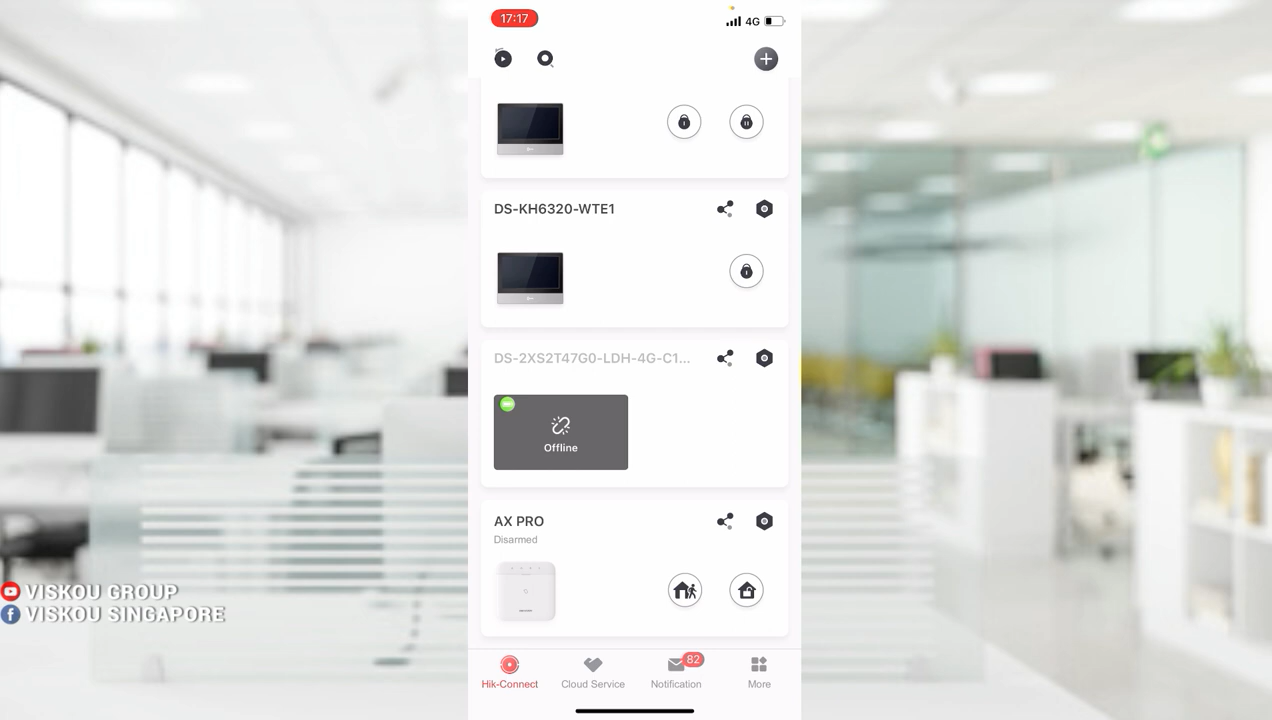 17:17
4G
DS-KH6320-WTE1
DS-2XS2T47G0-LDH-4G-C1...
Offline
AX PRO
Disarmed
VISKOU GROUP
VISKOU SINGAPORE
82
Hik-Connect
Cloud Service
Notification
More